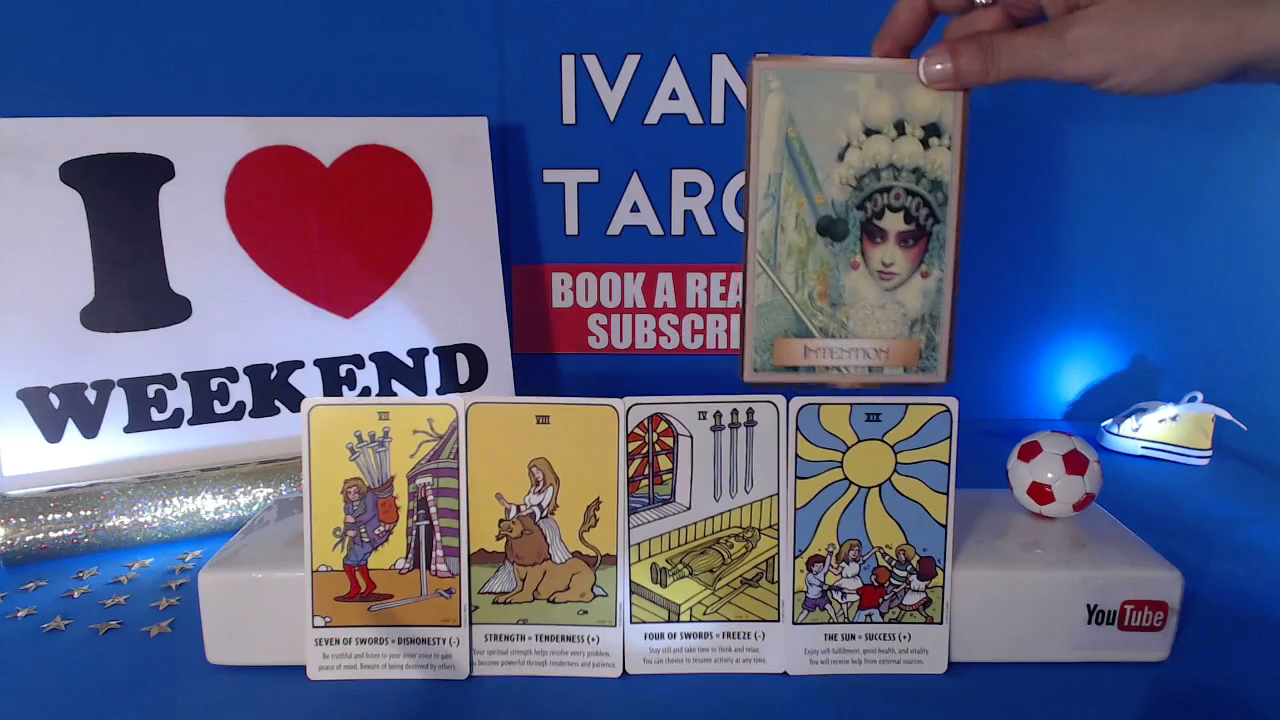 I
WEEKEND
IVAN
TARO
BOOK A REA
SUBSCRI
INTENTION
VII
SEVEN OF SWORDS = DISHONESTY (-)
Be truthful and listen to your inner voice to gain
peace of mind. Beware of being deceived by others.
VIII
STRENGTH = TENDERNESS (+)
Your spiritual strength helps resolve every problem.
become powerful through tenderness and patience.
IV
FOUR OF SWORDS = FREEZE (-)
Stay still and take time to think and relax.
You can choose to resume activity at any time.
XIX
THE SUN = SUCCESS (+)
Enjoy self-fulfillment, good health, and vitality.
You will receive help from external sources.
YouTube